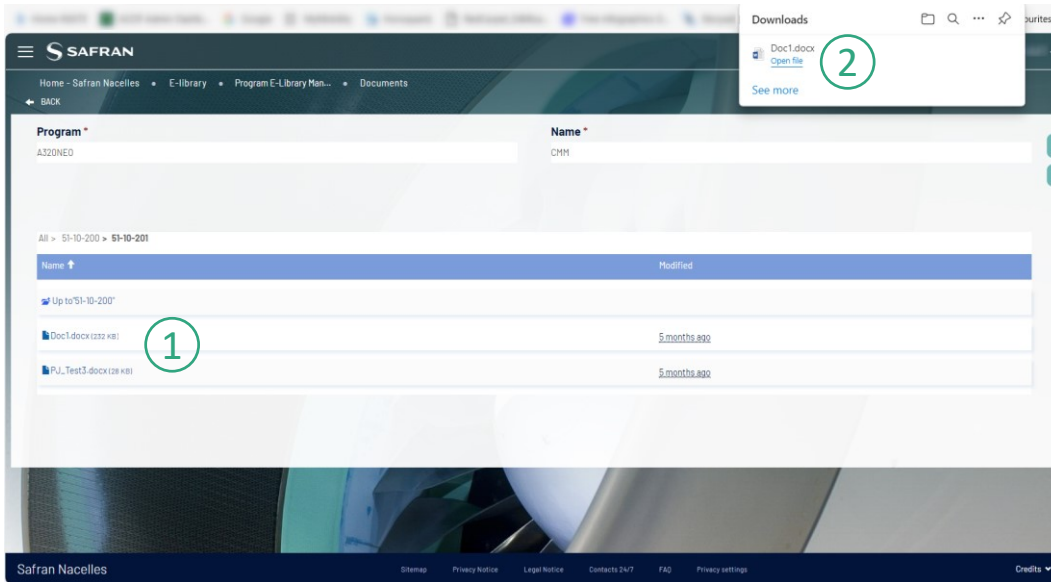 Downloads
Doc1.docx
Open file
2
See more
SAFRAN
Home - Safran Nacelles • E-library • Program E-Library Man... • Documents
BACK
Program *
Name *
A320NEO
CMM
All > 51-10-200 > 51-10-201
Name
Modified
Up to"51-10-200"
Doc1.docx (232 KB)
1
5 months ago
PJ_Test3.docx (28 KB)
5 months ago
Safran Nacelles
Sitemap
Privacy Notice
Legal Notice
Contacts 24/7
FAQ
Privacy settings
Credits